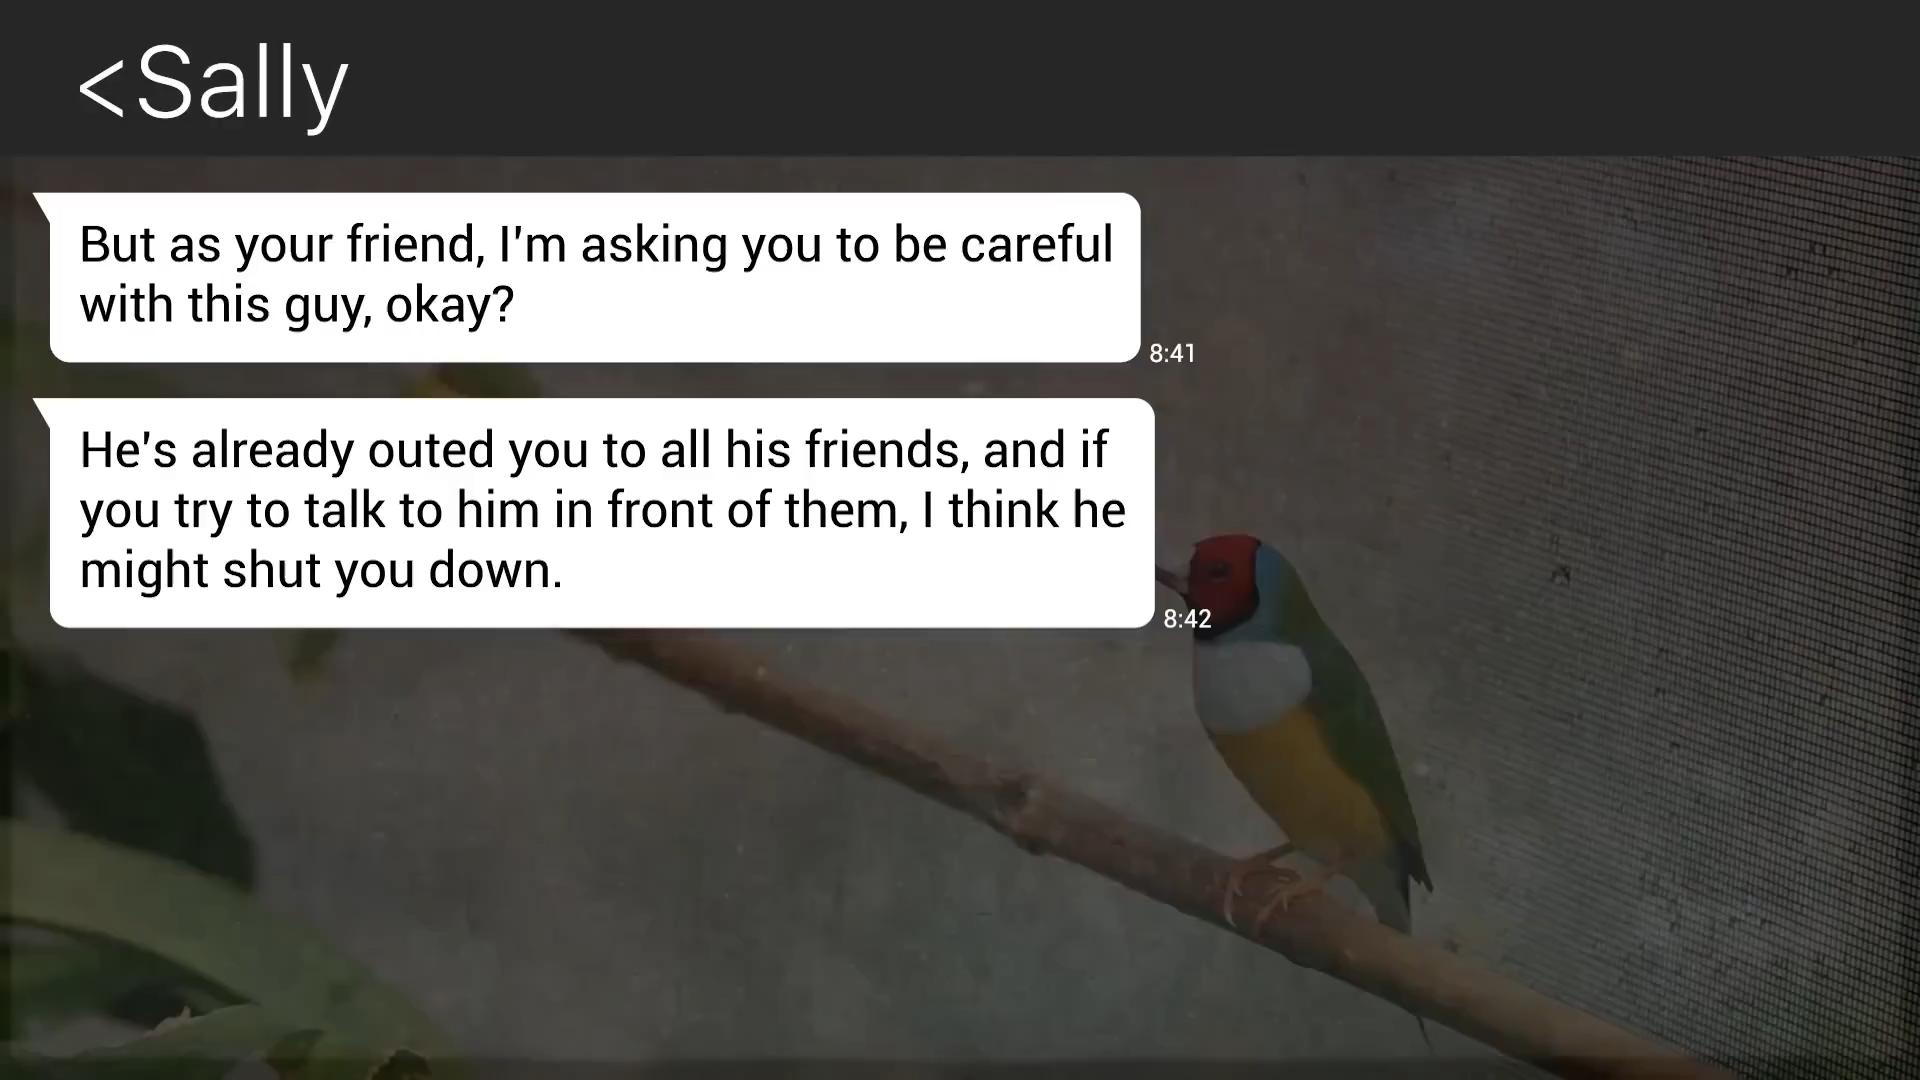 <Sally
But as your friend, I'm asking you to be careful
with this guy, okay?
8:41
He's already outed you to all his friends, and if
you try to talk to him in front of them, I think he
might shut you down.
8:42